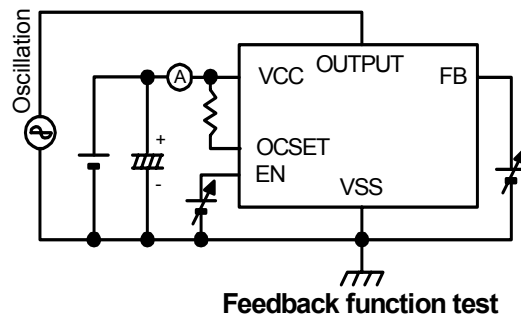 Oscillation
A
VCC
OUTPUT
FB
+
-
OCSET
EN
VSS
Feedback function test